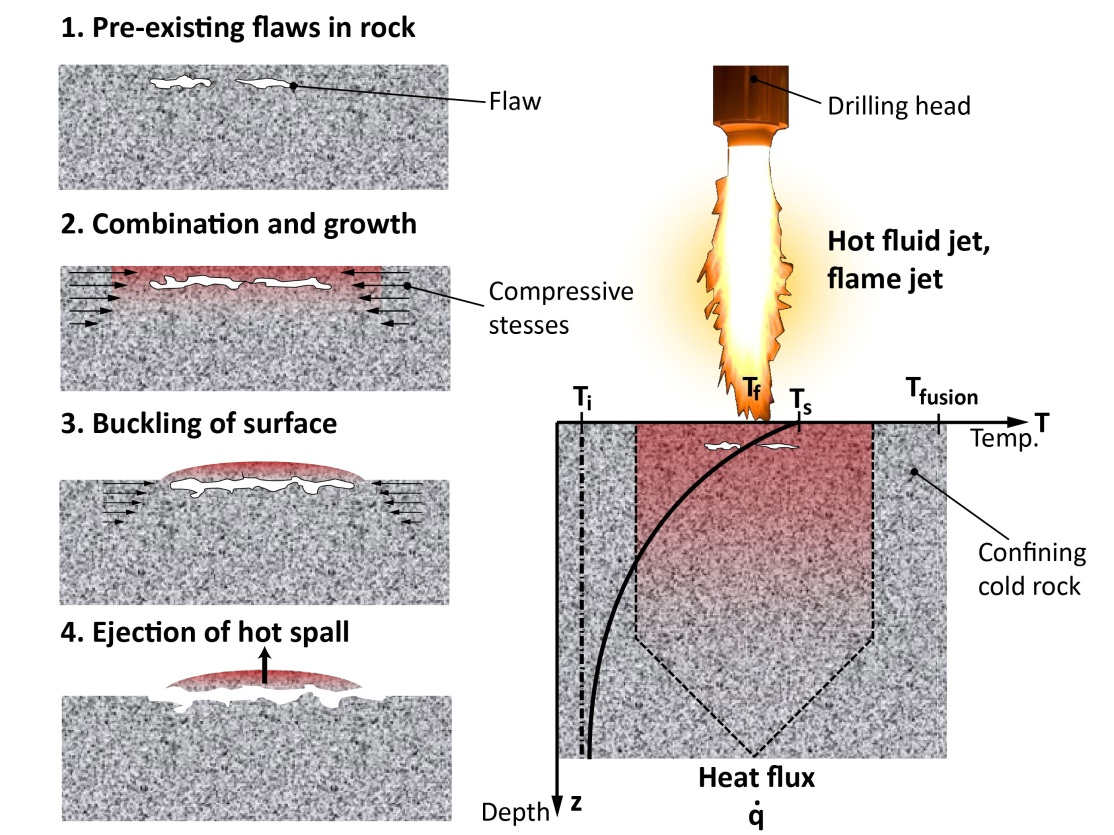 1. Pre-existing flaws in rock
Flaw
2. Combination and growth
Compressive
stesses
3. Buckling of surface
4. Ejection of hot spall
Drilling head
Hot fluid jet,
flame jet
Ti
Tf
Ts
Tfusion
T
Temp.
Confining
cold rock
Heat flux
q̇
Depth
z